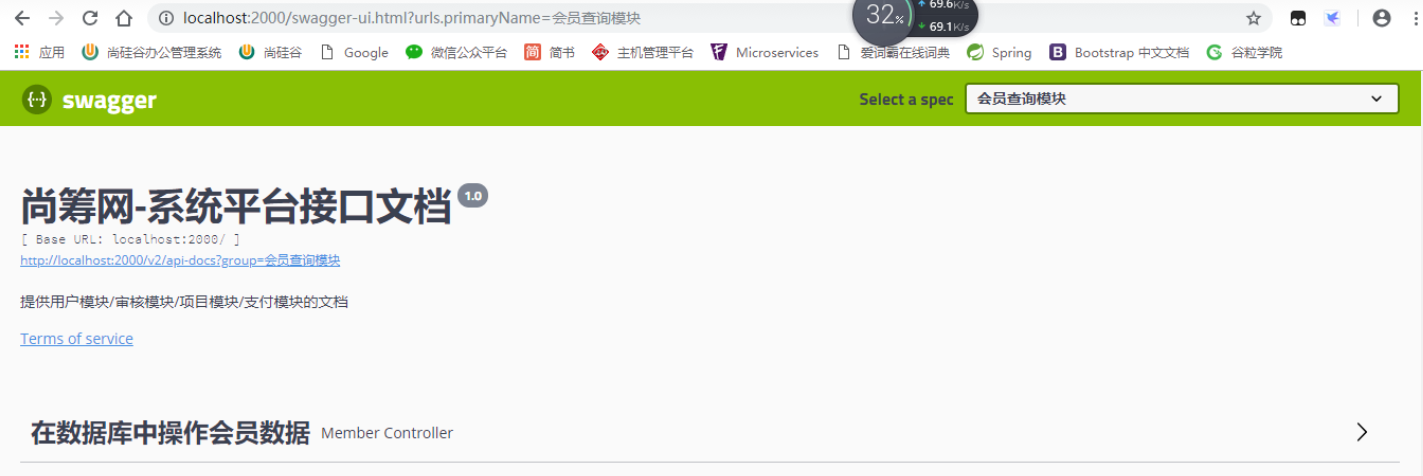 localhost:2000/swagger-ui.html?urls.primaryName=会员查询模块
32%
69.6K/s
69.1K/s
应用 尚硅谷办公管理系统 尚硅谷 Google 微信公众平台 简 简书 主机管理平台 Microservices 爱词霸在线词典 Spring B Bootstrap 中文文档 谷粒学院
{···} swagger Select a spec 会员查询模块
尚筹网-系统平台接口文档 1.0
[ Base URL: localhost:2000/ ]
http://localhost:2000/v2/api-docs?group=会员查询模块
提供用户模块/审核模块/项目模块/支付模块的文档
Terms of service
在数据库中操作会员数据 Member Controller